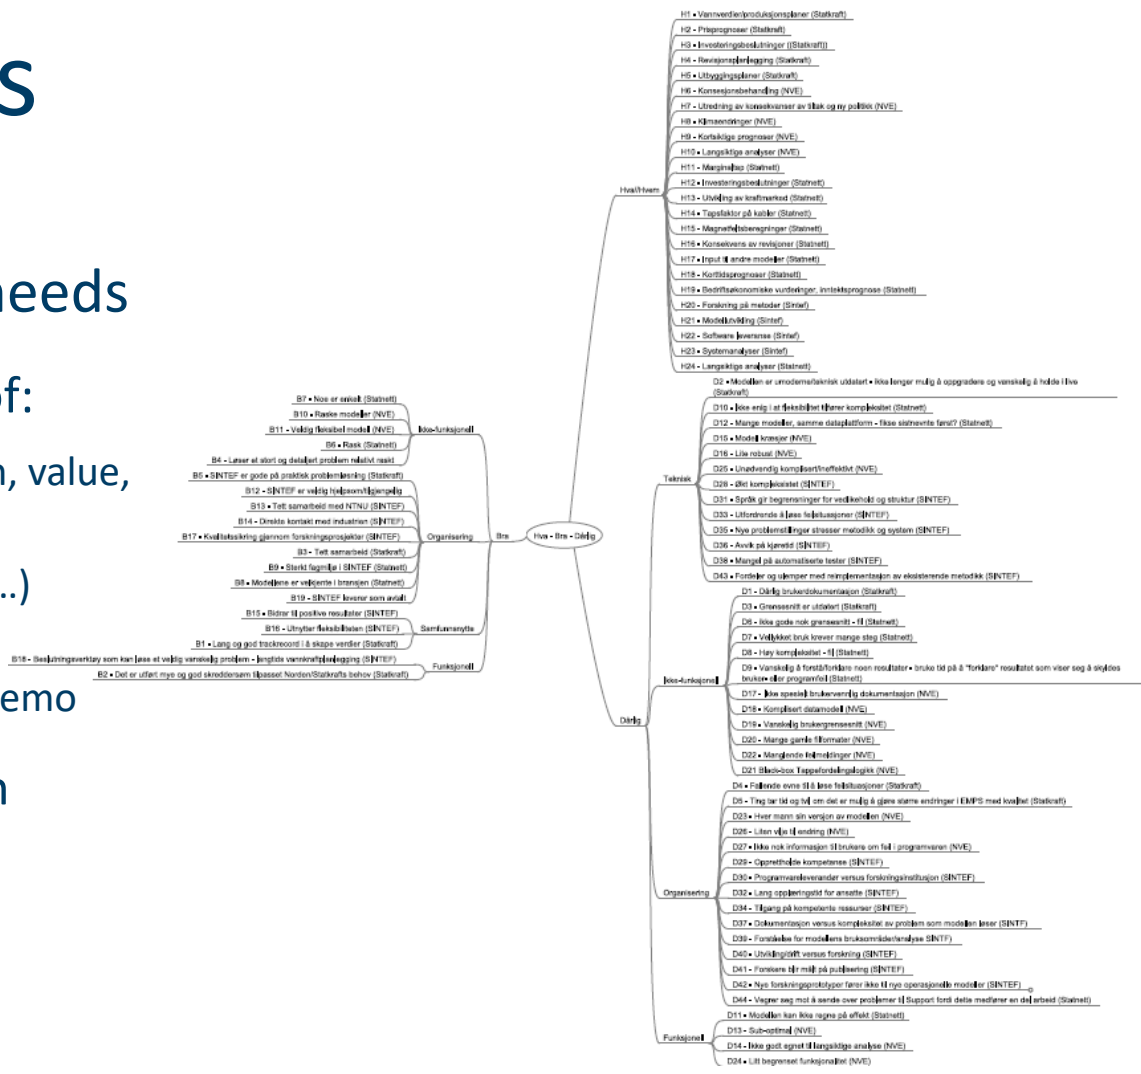 s
needs
of:
n, value,
…)
emo
n
H1 - Vannverdier/produksjonsplaner (Statkraft)
H2 - Prisprognoser (Statkraft)
H3 - Investeringsbeslutninger ((Statkraft))
H4 - Revisjonsplanlegging (Statkraft)
H5 - Utbyggingsplaner (Statkraft)
H6 - Konsesjonsbehandling (NVE)
H7 - Utredning av konsekvanser av tiltak og ny politikk (NVE)
H8 - Klimaendringer (NVE)
H9 - Kortsiktige prognoser (NVE)
H10 - Langsiktige analyser (NVE)
H11 - Marginaltap (Statnett)
H12 - Investeringsbeslutninger (Statnett)
Hva//Hvem
H13 - Utvikling av kraftmarked (Statnett)
H14 - Tapsfaktor på kabler (Statnett)
H15 - Magnetfeltsberegninger (Statnett)
H16 - Konsekvens av revisjoner (Statnett)
H17 - Input til andre modeller (Statnett)
H18 - Korttidsprognoser (Statnett)
H19 - Bedriftsøkonomiske vurderinger, inntektsprognose (Statnett)
H20 - Forskning på metoder (Sintef)
H21 - Modellutvikling (Sintef)
H22 - Software leveranse (Sintef)
H23 - Systemanalyser (Sintef)
H24 - Langsiktige analyser (Statnett)
B7 - Noe er enkelt (Statnett)
B10 - Raske modeller (NVE)
B11 - Veldig fleksibel modell (NVE)
Ikke-funksjonell
B6 - Rask (Statnett)
B4 - Løser et stort og detaljert problem relativt raskt
B5 - SINTEF er gode på praktisk problemløsning (Statkraft)
B12 - SINTEF er veldig hjelpsom/tilgjengelig
B13 - Tett samarbeid med NTNU (SINTEF)
B14 - Direkte kontakt med industrien (SINTEF)
B17 - Kvalitetssikring gjennom forskningsprosjekter (SINTEF)
Organisering
B3 - Tett samarbeid (Statkraft)
B9 - Sterkt fagmiljø i SINTEF (Statnett)
B8 - Modellene er velkjente i bransjen (Statnett)
B19 - SINTEF leverer som avtalt
B15 - Bidrar til positive resultater (SINTEF)
B16 - Utnytter fleksibiliteten (SINTEF)
Samfunnsnytte
B1 - Lang og god trackrecord i å skape verdier (Statkraft)
B18 - Beslutningsverktøy som kan løse et veldig vanskelig problem - langtids vannkraftplanlegging (SINTEF)
Funksjonell
B2 - Det er utført mye og god skreddersøm tilpasset Norden/Statkrafts behov (Statkraft)
Bra
Hva - Bra - Dårlig
D2 - Modellen er umoderne/teknisk utdatert - ikke lenger mulig å oppgradere og vanskelig å holde i live
(Statkraft)
D10 - Ikke enig i at fleksibilitet tilfører kompleksitet (Statnett)
D12 - Mange modeller, samme dataplattform - fikse sistnevnte først? (Statnett)
D15 - Modell kræsjer (NVE)
D16 - Lite robust (NVE)
D25 - Unødvendig komplisert/ineffektivt (NVE)
Teknisk
D28 - Økt kompleksistet (SINTEF)
D31 - Språk gir begrensninger for vedlikehold og struktur (SINTEF)
D33 - Utfordrende å løse feilsituasjoner (SINTEF)
D35 - Nye problemstillinger stresser metodikk og system (SINTEF)
D36 - Avvik på kjøretid (SINTEF)
D38 - Mangel på automatiserte tester (SINTEF)
D43 - Fordeler og ulemper med reimplementasjon av eksisterende metodikk (SINTEF)
D1 - Dårlig brukerdokumentasjon (Statkraft)
D3 - Grensesnitt er utdatert (Statkraft)
D6 - Ikke gode nok grensesnitt - fil (Statnett)
D7 - Vellykket bruk krever mange steg (Statnett)
D8 - Høy kompleksitet - fil (Statnett)
D9 - Vanskelig å forstå/forklare noen resultater - bruke tid på å "forklare" resultatet som viser seg å skyldes
bruker- eller programfeil (Statnett)
Ikke-funksjonell
D17 - Ikke spesielt brukervennlig dokumentasjon (NVE)
D18 - Komplisert datamodell (NVE)
D19 - Vanskelig brukergrensesnitt (NVE)
D20 - Mange gamle filformater (NVE)
D22 - Manglende feilmeldinger (NVE)
D21 Black-box Tappefordelingslogikk (NVE)
Dårlig
D4 - Fallende evne til å løse feilsituasjoner (Statkraft)
D5 - Ting tar tid og tvil om det er mulig å gjøre større endringer i EMPS med kvalitet (Statkraft)
D23 - Hver mann sin versjon av modellen (NVE)
D26 - Liten vilje til endring (NVE)
D27 - Ikke nok informasjon til brukere om feil i programvaren (NVE)
D29 - Opprettholde kompetanse (SINTEF)
D30 - Programvareleverandør versus forskningsinstitusjon (SINTEF)
Organisering
D32 - Lang opplæringstid for ansatte (SINTEF)
D34 - Tilgang på kompetente ressurser (SINTEF)
D37 - Dokumentasjon versus kompleksitet av problem som modellen løser (SINTF)
D39 - Forståelse for modellens bruksområder/analyse SINTF)
D40 - Utvikling/drift versus forskning (SINTEF)
D41 - Forskere blir målt på publisering (SINTEF)
D42 - Nye forskningsprototyper fører ikke til nye operasjonelle modeller (SINTEF)
D44 - Vegrer seg mot å sende over problemer til Support fordi dette medfører en del arbeid (Statnett)
D11 - Modellen kan ikke regne på effekt (Statnett)
D13 - Sub-optimal (NVE)
Funksjonell
D14 - Ikke godt egnet til langsiktige analyse (NVE)
D24 - Litt begrenset funksjonalitet (NVE)